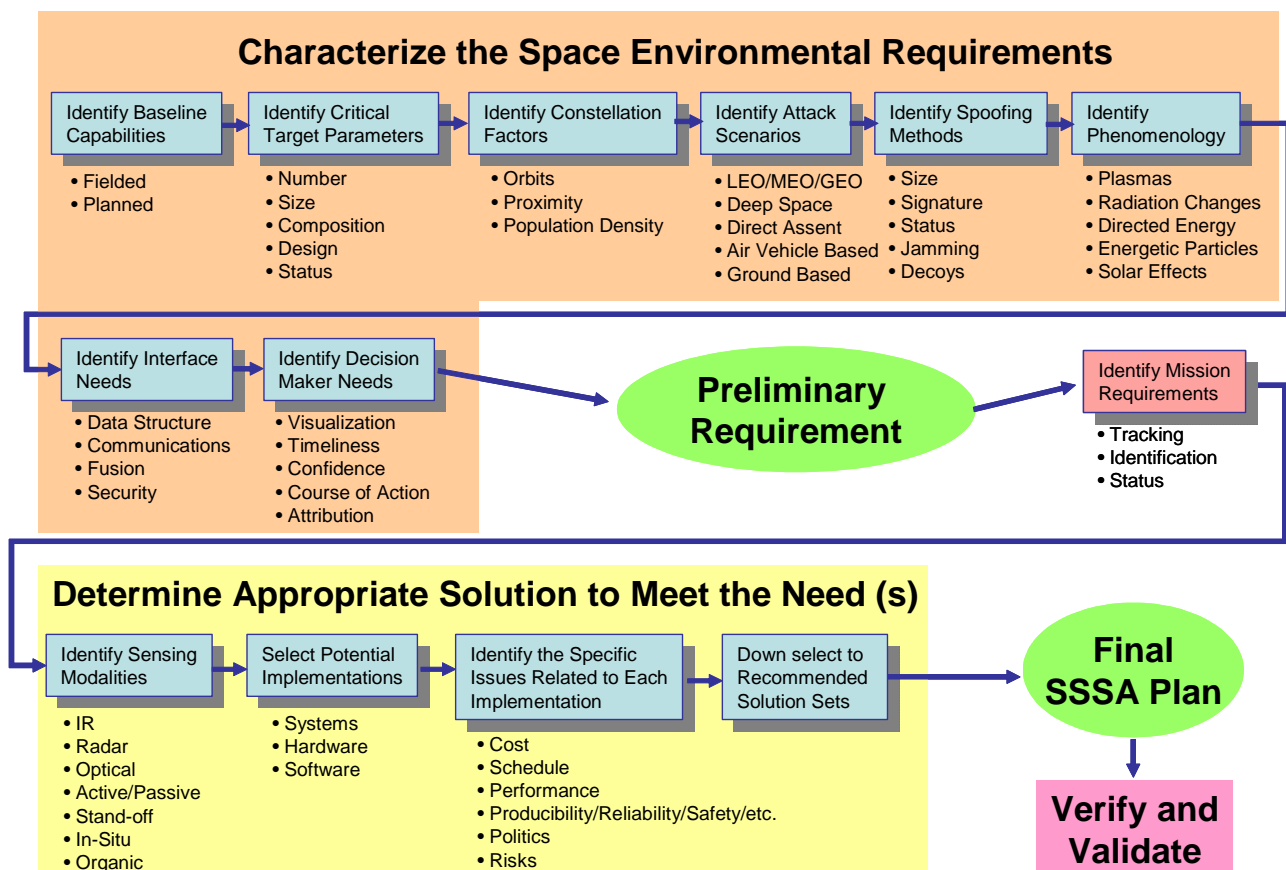 Characterize the Space Environmental Requirements
Identify Baseline
Capabilities
• Fielded
• Planned
Identify Critical
Target Parameters
• Number
• Size
• Composition
• Design
• Status
Identify Constellation
Factors
• Orbits
• Proximity
• Population Density
Identify Attack
Scenarios
• LEO/MEO/GEO
• Deep Space
• Direct Assent
• Air Vehicle Based
• Ground Based
Identify Spoofing
Methods
• Size
• Signature
• Status
• Jamming
• Decoys
Identify
Phenomenology
• Plasmas
• Radiation Changes
• Directed Energy
• Energetic Particles
• Solar Effects
Identify Interface
Needs
• Data Structure
• Communications
• Fusion
• Security
Identify Decision
Maker Needs
• Visualization
• Timeliness
• Confidence
• Course of Action
• Attribution
Preliminary
Requirement
Identify Mission
Requirements
• Tracking
• Identification
• Status
Determine Appropriate Solution to Meet the Need (s)
Identify Sensing
Modalities
• IR
• Radar
• Optical
• Active/Passive
• Stand-off
• In-Situ
• Organic
Select Potential
Implementations
• Systems
• Hardware
• Software
Identify the Specific
Issues Related to Each
Implementation
• Cost
• Schedule
• Performance
• Producibility/Reliability/Safety/etc.
• Politics
• Risks
Down select to
Recommended
Solution Sets
Final
SSSA Plan
Verify and
Validate